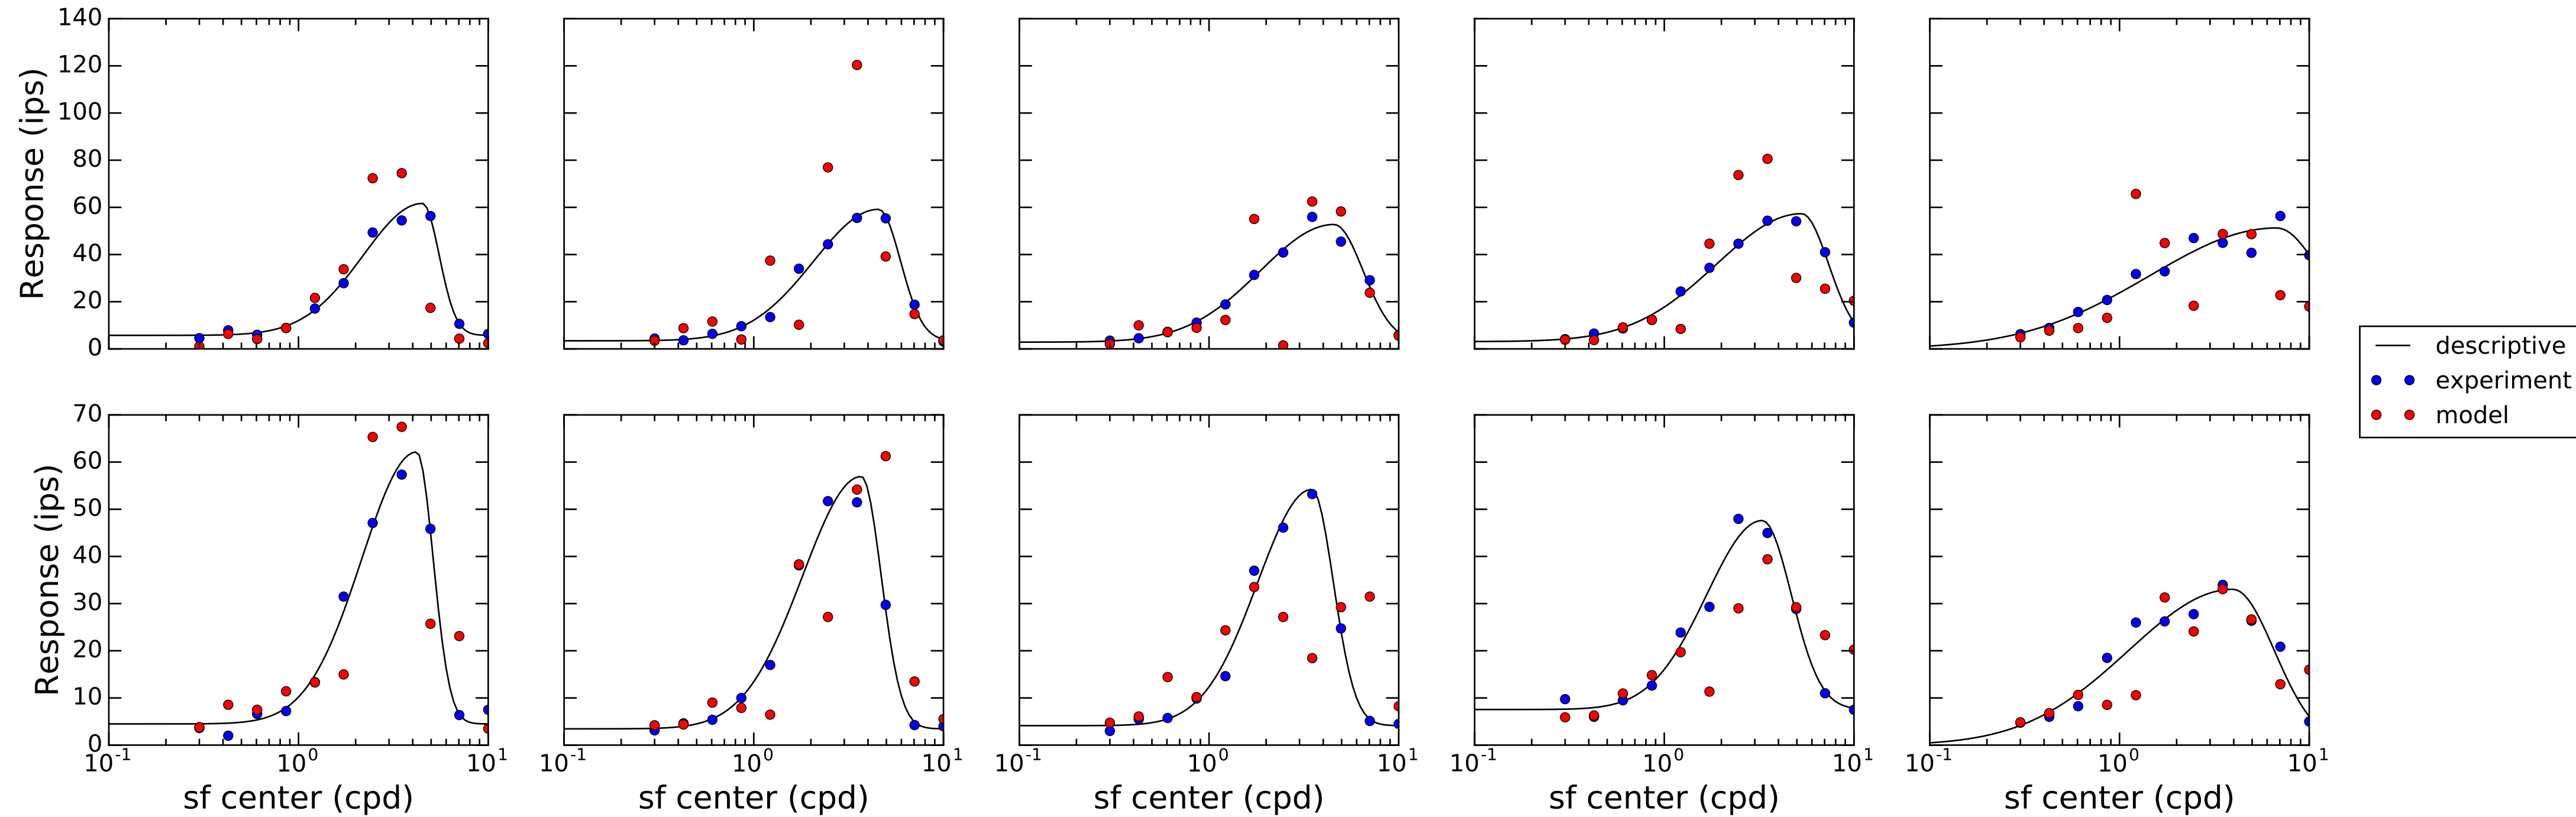 140
120
100
80
60
40
20
0
Response (ips)
70
60
50
40
30
20
10
0
Response (ips)
10⁻¹ 10⁰ 10¹
10⁻¹ 10⁰ 10¹
10⁻¹ 10⁰ 10¹
10⁻¹ 10⁰ 10¹
10⁻¹ 10⁰ 10¹
sf center (cpd)
sf center (cpd)
sf center (cpd)
sf center (cpd)
sf center (cpd)
descriptive
experiment
model